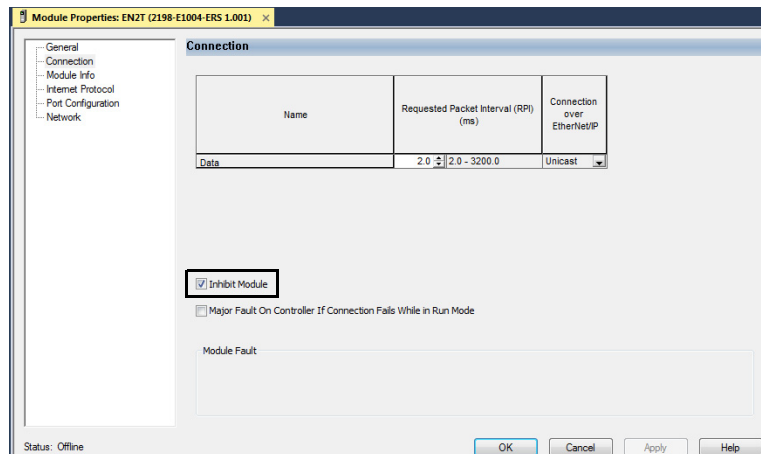 Module Properties: EN2T (2198-E1004-ERS 1.001) ×
General
Connection
Module Info
Internet Protocol
Port Configuration
Network
Connection
Name
Requested Packet Interval (RPI)
(ms)
Connection
over
EtherNet/IP
Data
2.0
2.0 - 3200.0
Unicast
Inhibit Module
Major Fault On Controller If Connection Fails While in Run Mode
Module Fault
Status: Offline
OK
Cancel
Apply
Help